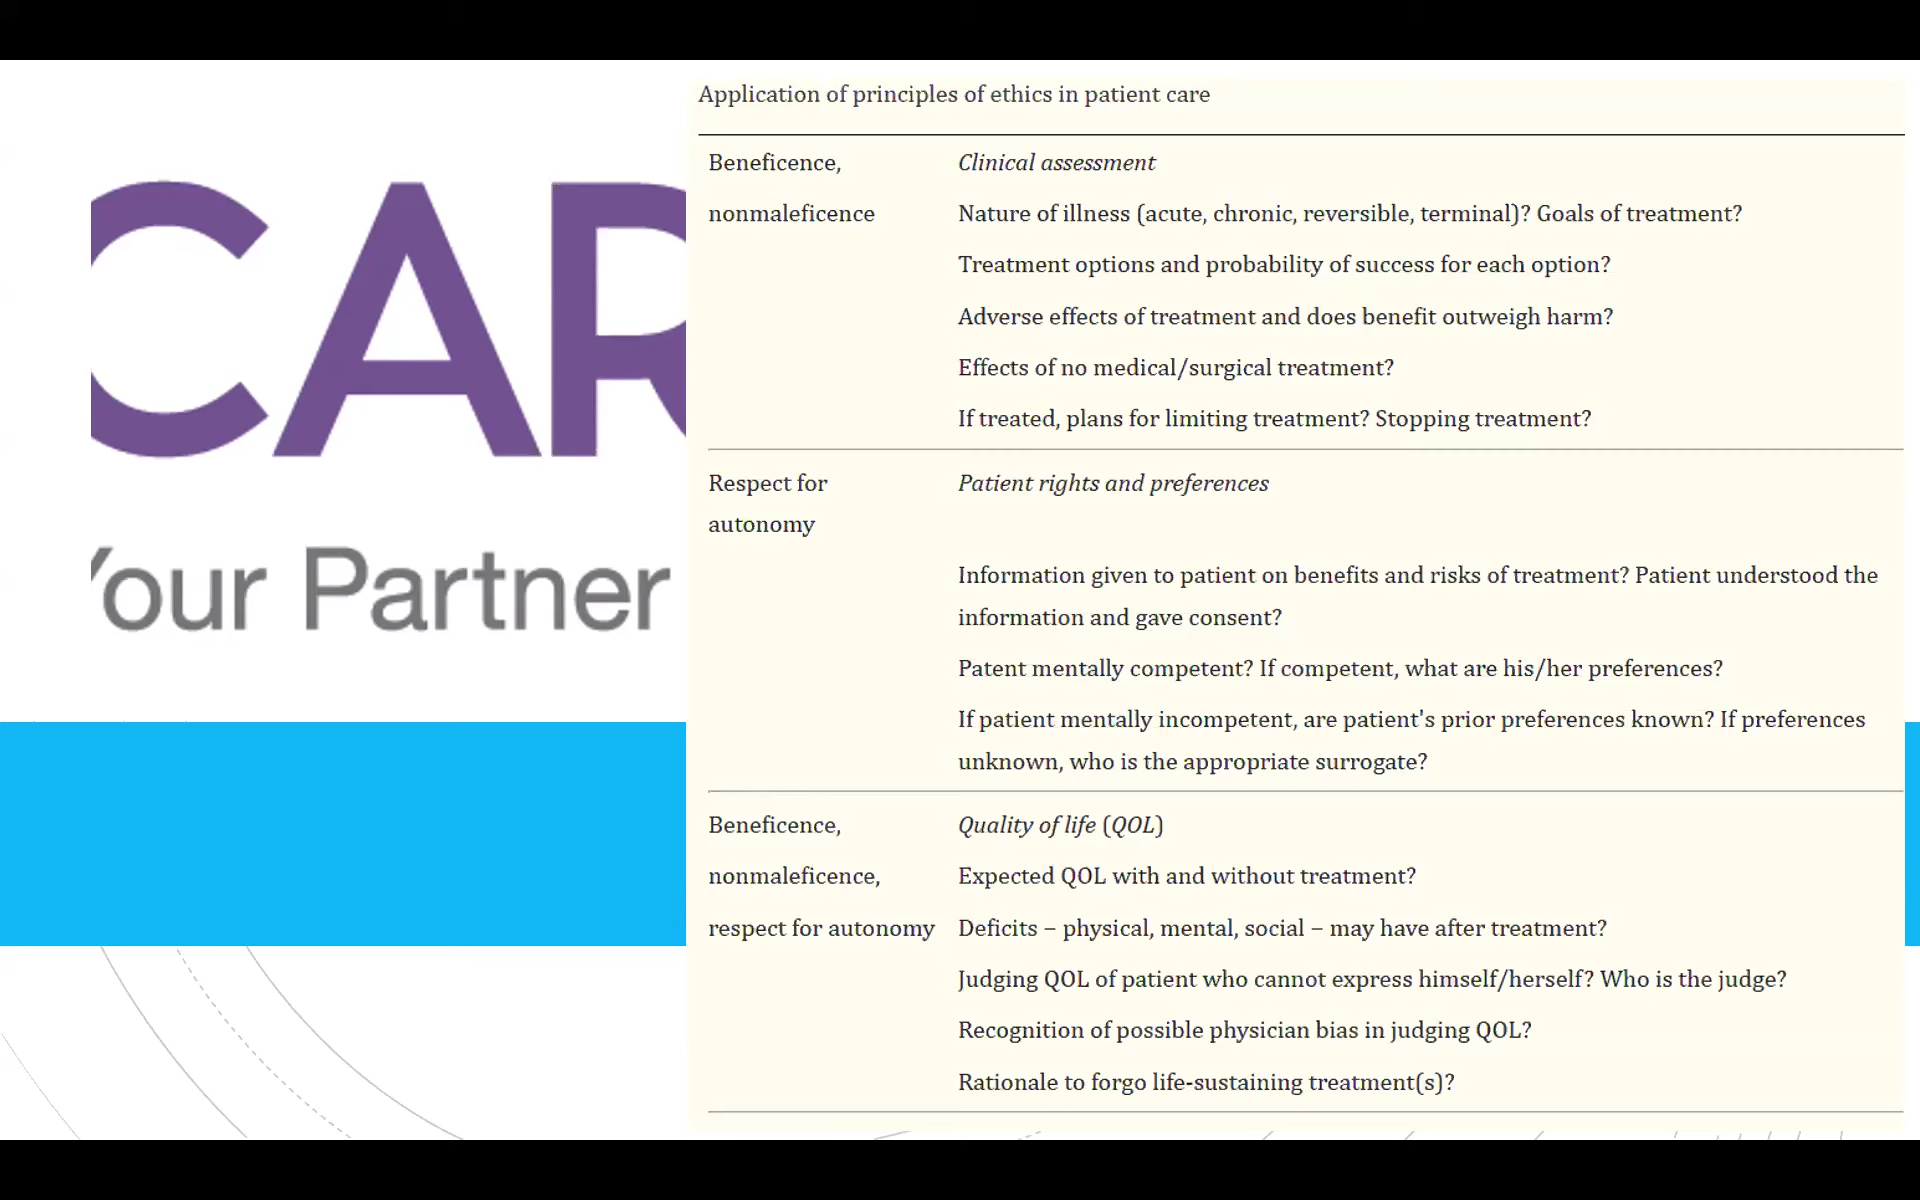 CAR
Your Partner
Application of principles of ethics in patient care
Beneficence,
nonmaleficence
Clinical assessment
Nature of illness (acute, chronic, reversible, terminal)? Goals of treatment?
Treatment options and probability of success for each option?
Adverse effects of treatment and does benefit outweigh harm?
Effects of no medical/surgical treatment?
If treated, plans for limiting treatment? Stopping treatment?
Respect for
autonomy
Patient rights and preferences
Information given to patient on benefits and risks of treatment? Patient understood the
information and gave consent?
Patent mentally competent? If competent, what are his/her preferences?
If patient mentally incompetent, are patient's prior preferences known? If preferences
unknown, who is the appropriate surrogate?
Beneficence,
nonmaleficence,
respect for autonomy
Quality of life (QOL)
Expected QOL with and without treatment?
Deficits – physical, mental, social – may have after treatment?
Judging QOL of patient who cannot express himself/herself? Who is the judge?
Recognition of possible physician bias in judging QOL?
Rationale to forgo life-sustaining treatment(s)?